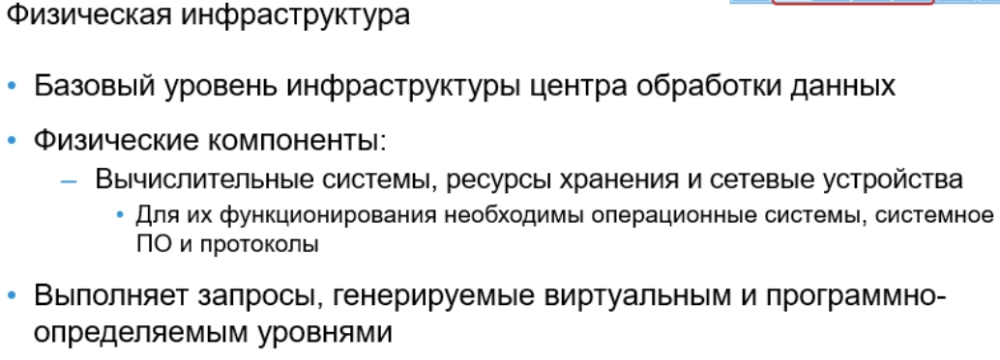 Физическая инфраструктура
• Базовый уровень инфраструктуры центра обработки данных
• Физические компоненты:
– Вычислительные системы, ресурсы хранения и сетевые устройства
• Для их функционирования необходимы операционные системы, системное
ПО и протоколы
• Выполняет запросы, генерируемые виртуальным и программно-
определяемым уровнями